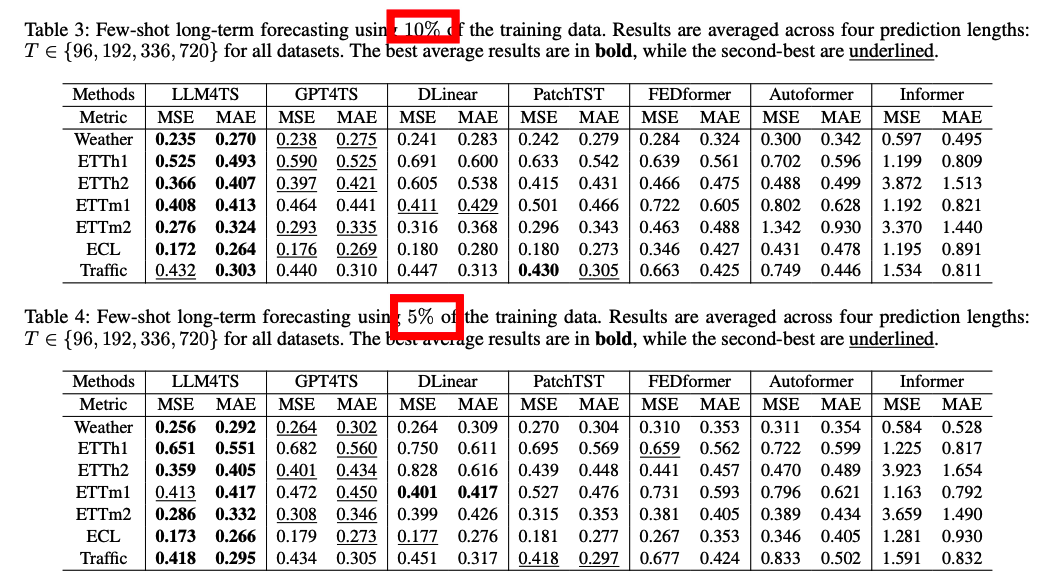 Table 3: Few-shot long-term forecasting using 10% of the training data. Results are averaged across four prediction lengths:
T ∈ {96, 192, 336, 720} for all datasets. The best average results are in bold, while the second-best are underlined.
Methods LLM4TS GPT4TS DLinear PatchTST FEDformer Autoformer Informer
Metric MSE MAE MSE MAE MSE MAE MSE MAE MSE MAE MSE MAE MSE MAE
Weather 0.235 0.270 0.238 0.275 0.241 0.283 0.242 0.279 0.284 0.324 0.300 0.342 0.597 0.495
ETTh1 0.525 0.493 0.590 0.525 0.691 0.600 0.633 0.542 0.639 0.561 0.702 0.596 1.199 0.809
ETTh2 0.366 0.407 0.397 0.421 0.605 0.538 0.415 0.431 0.466 0.475 0.488 0.499 3.872 1.513
ETTm1 0.408 0.413 0.464 0.441 0.411 0.429 0.501 0.466 0.722 0.605 0.802 0.628 1.192 0.821
ETTm2 0.276 0.324 0.293 0.335 0.316 0.368 0.296 0.343 0.463 0.488 1.342 0.930 3.370 1.440
ECL 0.172 0.264 0.176 0.269 0.180 0.280 0.180 0.273 0.346 0.427 0.431 0.478 1.195 0.891
Traffic 0.432 0.303 0.440 0.310 0.447 0.313 0.430 0.305 0.663 0.425 0.749 0.446 1.534 0.811
Table 4: Few-shot long-term forecasting using 5% of the training data. Results are averaged across four prediction lengths:
T ∈ {96, 192, 336, 720} for all datasets. The best average results are in bold, while the second-best are underlined.
Methods LLM4TS GPT4TS DLinear PatchTST FEDformer Autoformer Informer
Metric MSE MAE MSE MAE MSE MAE MSE MAE MSE MAE MSE MAE MSE MAE
Weather 0.256 0.292 0.264 0.302 0.264 0.309 0.270 0.304 0.310 0.353 0.311 0.354 0.584 0.528
ETTh1 0.651 0.551 0.682 0.560 0.750 0.611 0.695 0.569 0.659 0.562 0.722 0.599 1.225 0.817
ETTh2 0.359 0.405 0.401 0.434 0.828 0.616 0.439 0.448 0.441 0.457 0.470 0.489 3.923 1.654
ETTm1 0.413 0.417 0.472 0.450 0.401 0.417 0.527 0.476 0.731 0.593 0.796 0.621 1.163 0.792
ETTm2 0.286 0.332 0.308 0.346 0.399 0.426 0.315 0.353 0.381 0.405 0.389 0.434 3.659 1.490
ECL 0.173 0.266 0.179 0.273 0.177 0.276 0.181 0.277 0.267 0.353 0.346 0.405 1.281 0.930
Traffic 0.418 0.295 0.434 0.305 0.451 0.317 0.418 0.297 0.677 0.424 0.833 0.502 1.591 0.832